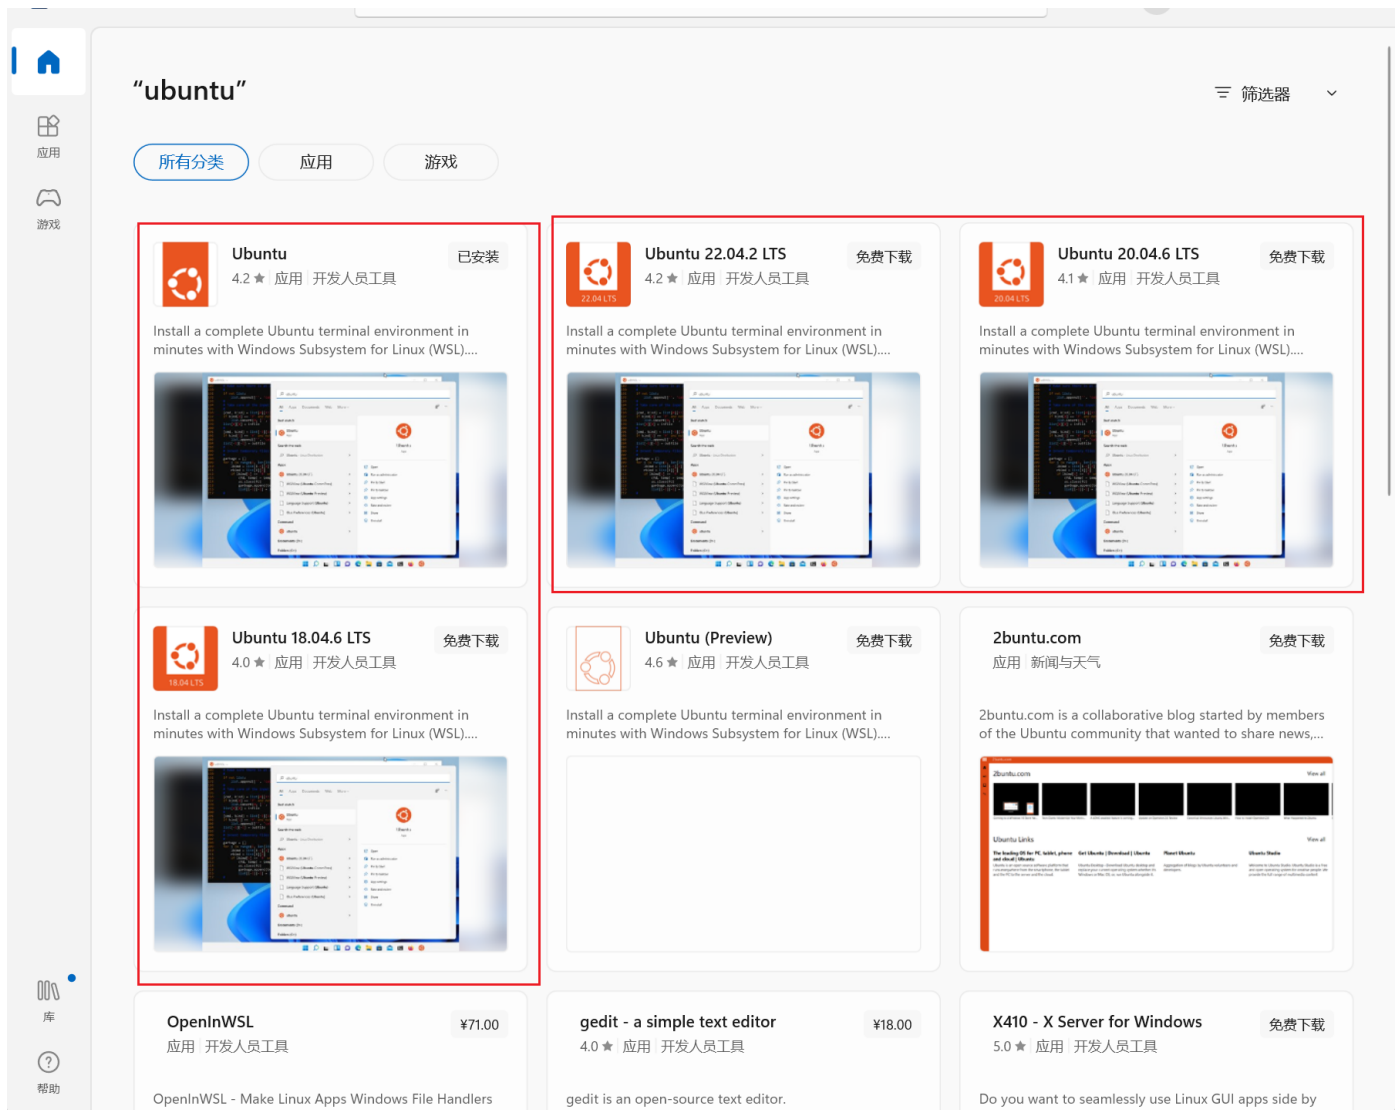 “ubuntu”
筛选器
所有分类
应用
游戏
应用
游戏
Ubuntu
已安装
4.2 ★ 应用 开发人员工具
Install a complete Ubuntu terminal environment in
minutes with Windows Subsystem for Linux (WSL)....
22.04 LTS
Ubuntu 22.04.2 LTS
免费下载
4.2 ★ 应用 开发人员工具
Install a complete Ubuntu terminal environment in
minutes with Windows Subsystem for Linux (WSL)....
20.04 LTS
Ubuntu 20.04.6 LTS
免费下载
4.1 ★ 应用 开发人员工具
Install a complete Ubuntu terminal environment in
minutes with Windows Subsystem for Linux (WSL)....
18.04 LTS
Ubuntu 18.04.6 LTS
免费下载
4.0 ★ 应用 开发人员工具
Install a complete Ubuntu terminal environment in
minutes with Windows Subsystem for Linux (WSL)....
Ubuntu (Preview)
免费下载
4.6 ★ 应用 开发人员工具
Install a complete Ubuntu terminal environment in
minutes with Windows Subsystem for Linux (WSL)....
2buntu.com
免费下载
应用 新闻与天气
2buntu.com is a collaborative blog started by members
of the Ubuntu community that wanted to share news,...
2buntu.com
View all
Ubuntu Links
View all
OpenInWSL
¥71.00
应用 开发人员工具
OpenInWSL - Make Linux Apps Windows File Handlers
gedit - a simple text editor
¥18.00
4.0 ★ 应用 开发人员工具
gedit is an open-source text editor.
X410 - X Server for Windows
免费下载
5.0 ★ 应用 开发人员工具
Do you want to seamlessly use Linux GUI apps side by
库
帮助